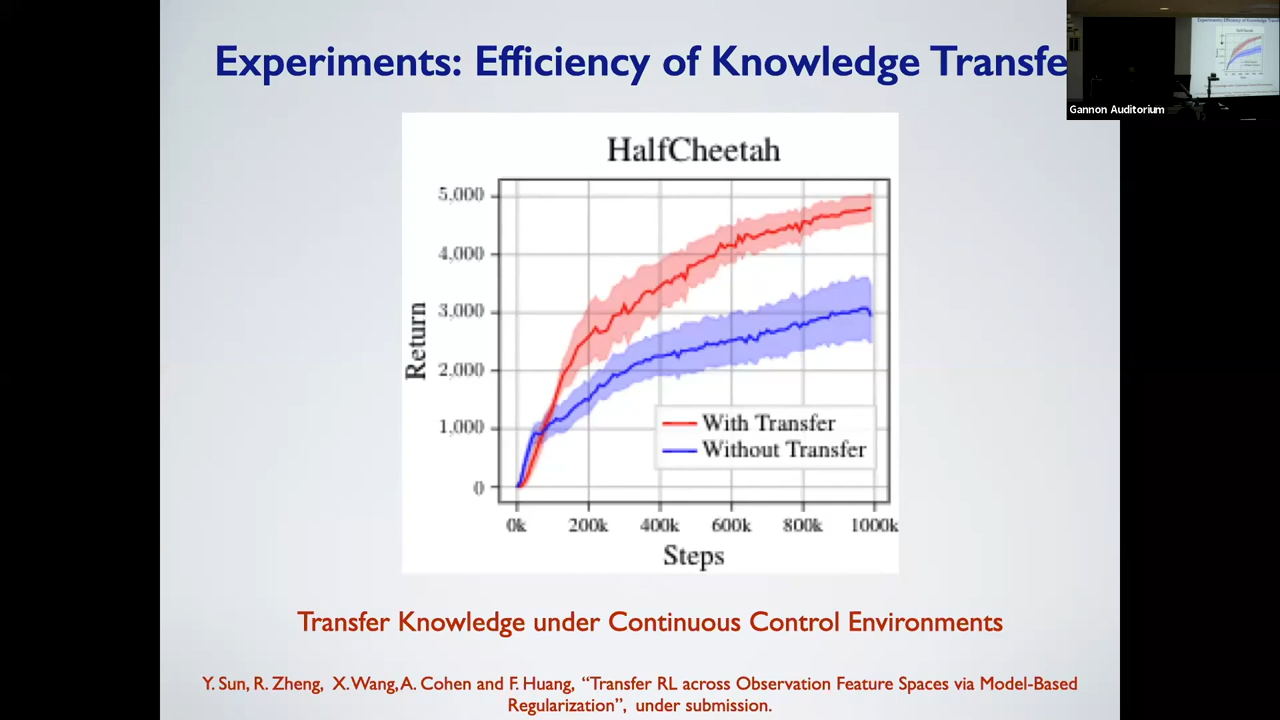 Experiments: Efficiency of Knowledge Transfe
Gannon Auditorium
HalfCheetah
5,000
4,000
3,000
2,000
1,000
0
Return
With Transfer
Without Transfer
0k 200k 400k 600k 800k 1000k
Steps
Transfer Knowledge under Continuous Control Environments
Y. Sun, R. Zheng, X. Wang, A. Cohen and F. Huang, “Transfer RL across Observation Feature Spaces via Model-Based
Regularization”, under submission.